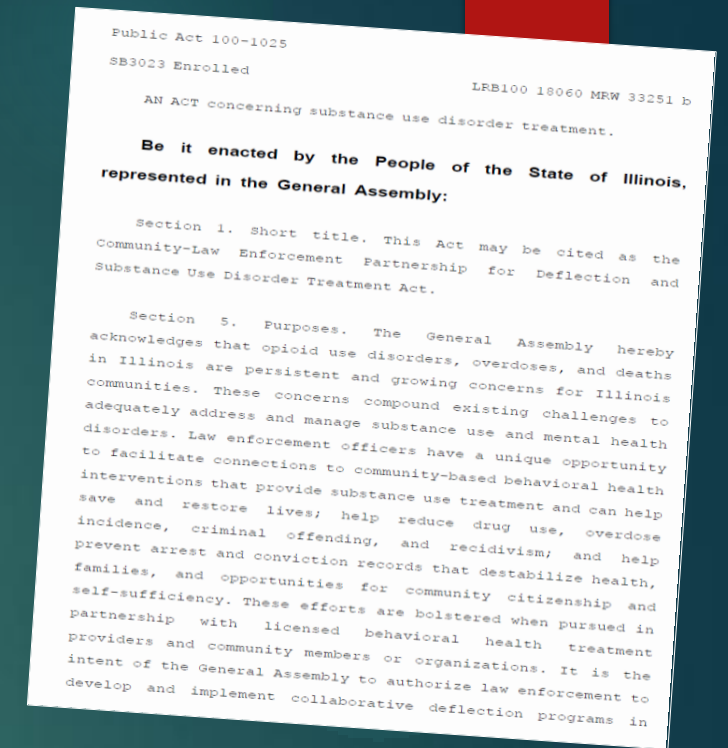 Public Act 100-1025
SB3023 Enrolled
LRB100 18060 MRW 33251 b
AN ACT concerning substance use disorder treatment.
Be it enacted by the People of the State of Illinois,
represented in the General Assembly:
Section 1. Short title. This Act may be cited as the
Community-Law Enforcement Partnership for Deflection and
Substance Use Disorder Treatment Act.
Section 5. Purposes. The General Assembly hereby
acknowledges that opioid use disorders, overdoses, and deaths
in Illinois are persistent and growing concerns for Illinois
communities. These concerns compound existing challenges to
adequately address and manage substance use and mental health
disorders. Law enforcement officers have a unique opportunity
to facilitate connections to community-based behavioral health
interventions that provide substance use treatment and can help
save and restore lives; help reduce drug use, overdose
incidence, criminal offending, and recidivism; and help
prevent arrest and conviction records that destabilize health,
families, and opportunities for community citizenship and
self-sufficiency. These efforts are bolstered when pursued in
partnership with licensed behavioral health treatment
providers and community members or organizations. It is the
intent of the General Assembly to authorize law enforcement to
develop and implement collaborative deflection programs in